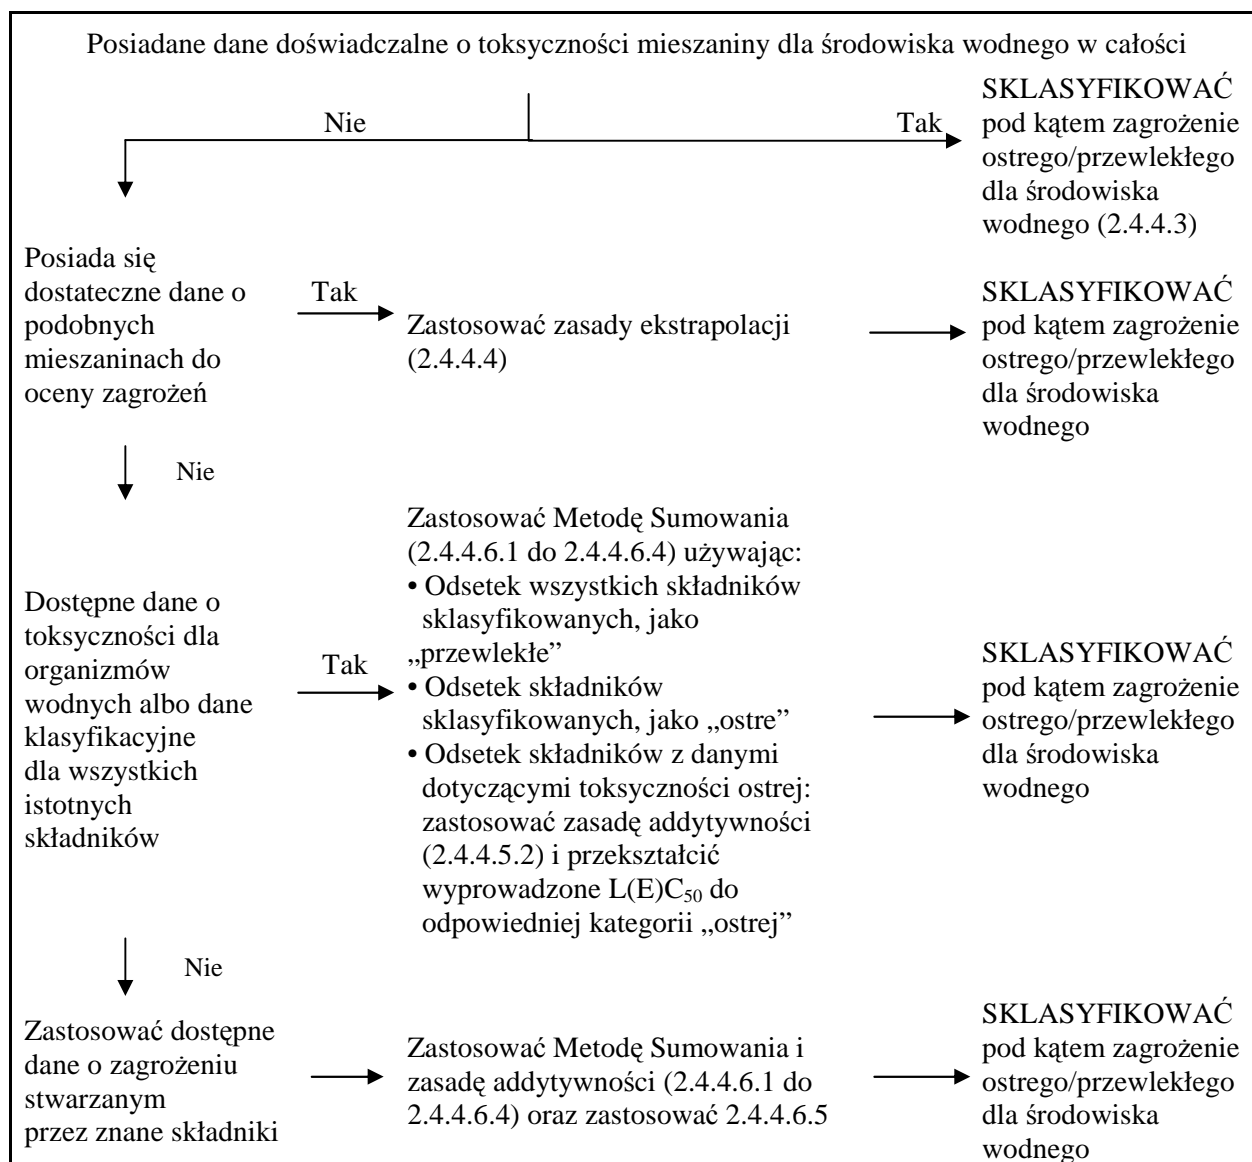 Posiadane dane doświadczalne o toksyczności mieszaniny dla środowiska wodnego w całości
Nie
Tak
SKLASYFIKOWAĆ
pod kątem zagrożenie
ostrego/przewlekłego
dla środowiska
wodnego (2.4.4.3)
Posiada się
dostateczne dane o
podobnych
mieszaninach do
oceny zagrożeń
Tak
Zastosować zasady ekstrapolacji
(2.4.4.4)
SKLASYFIKOWAĆ
pod kątem zagrożenie
ostrego/przewlekłego
dla środowiska
wodnego
Nie
Dostępne dane o
toksyczności dla
organizmów
wodnych albo dane
klasyfikacyjne
dla wszystkich
istotnych
składników
Tak
Zastosować Metodę Sumowania
(2.4.4.6.1 do 2.4.4.6.4) używając:
• Odsetek wszystkich składników
sklasyfikowanych, jako
„przewlekłe”
• Odsetek składników
sklasyfikowanych, jako „ostre”
• Odsetek składników z danymi
dotyczącymi toksyczności ostrej:
zastosować zasadę addytywności
(2.4.4.5.2) i przekształcić
wyprowadzone L(E)C₅₀ do
odpowiedniej kategorii „ostrej”
SKLASYFIKOWAĆ
pod kątem zagrożenie
ostrego/przewlekłego
dla środowiska
wodnego
Nie
Zastosować dostępne
dane o zagrożeniu
stwarzanym
przez znane składniki
Zastosować Metodę Sumowania i
zasadę addytywności (2.4.4.6.1 do
2.4.4.6.4) oraz zastosować 2.4.4.6.5
SKLASYFIKOWAĆ
pod kątem zagrożenie
ostrego/przewlekłego
dla środowiska
wodnego